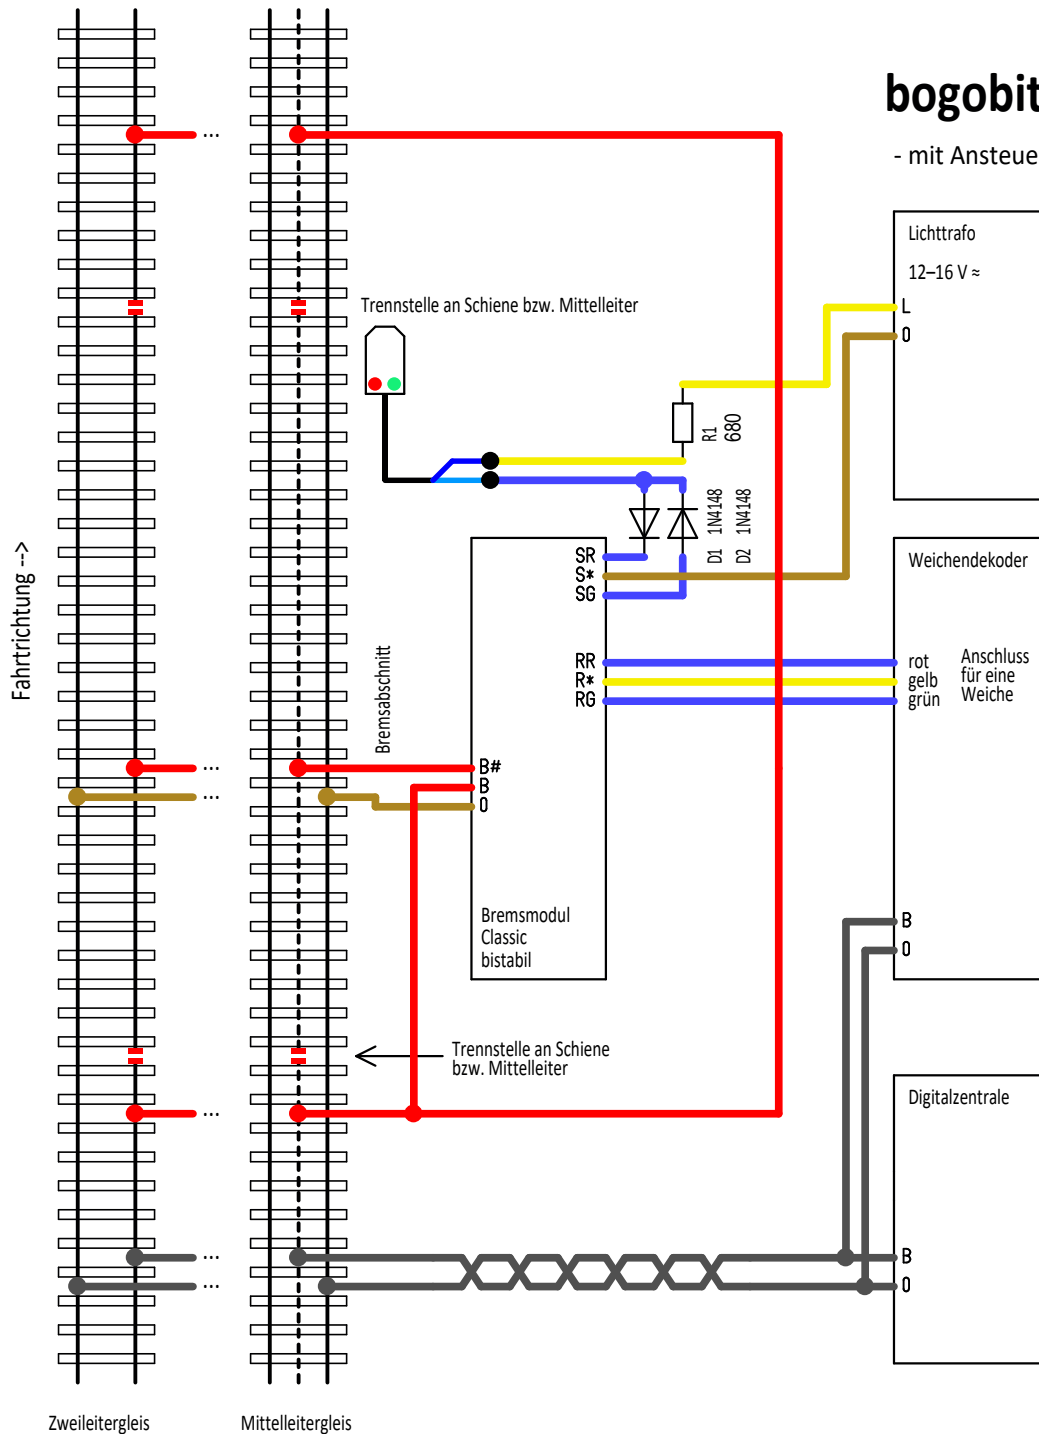 bogobit
- mit Ansteue
...
Lichttrafo
12–16 V ≈
L
0
Trennstelle an Schiene bzw. Mittelleiter
R1
680
D1 1N4148
D2 1N4148
Fahrtrichtung -->
SR
S*
SG
Weichendekoder
RR
R*
RG
rot
gelb
grün
Anschluss
für eine
Weiche
Bremsabschnitt
...
B#
B
0
...
Bremsmodul
Classic
bistabil
B
0
Trennstelle an Schiene
bzw. Mittelleiter
...
Digitalzentrale
...
B
...
0
Zweileitergleis
Mittelleitergleis